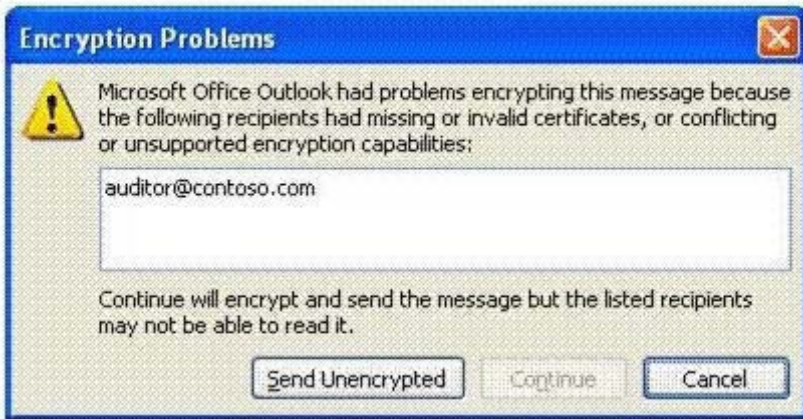 Encryption Problems
Microsoft Office Outlook had problems encrypting this message because
the following recipients had missing or invalid certificates, or conflicting
or unsupported encryption capabilities:
auditor@contoso.com
Continue will encrypt and send the message but the listed recipients
may not be able to read it.
Send Unencrypted Continue Cancel